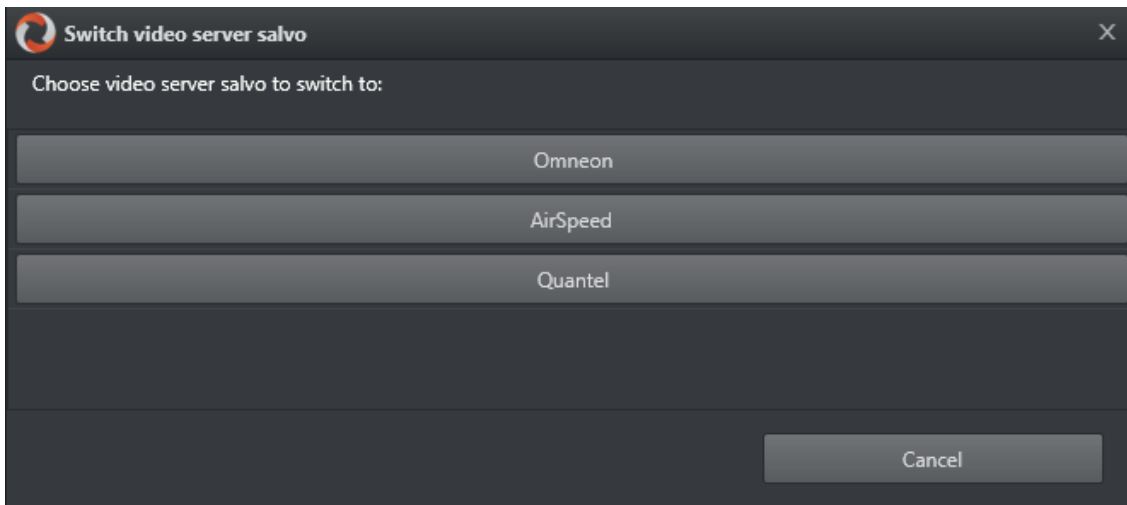 Switch video server salvo
Choose video server salvo to switch to:
Omneon
AirSpeed
Quantel
Cancel